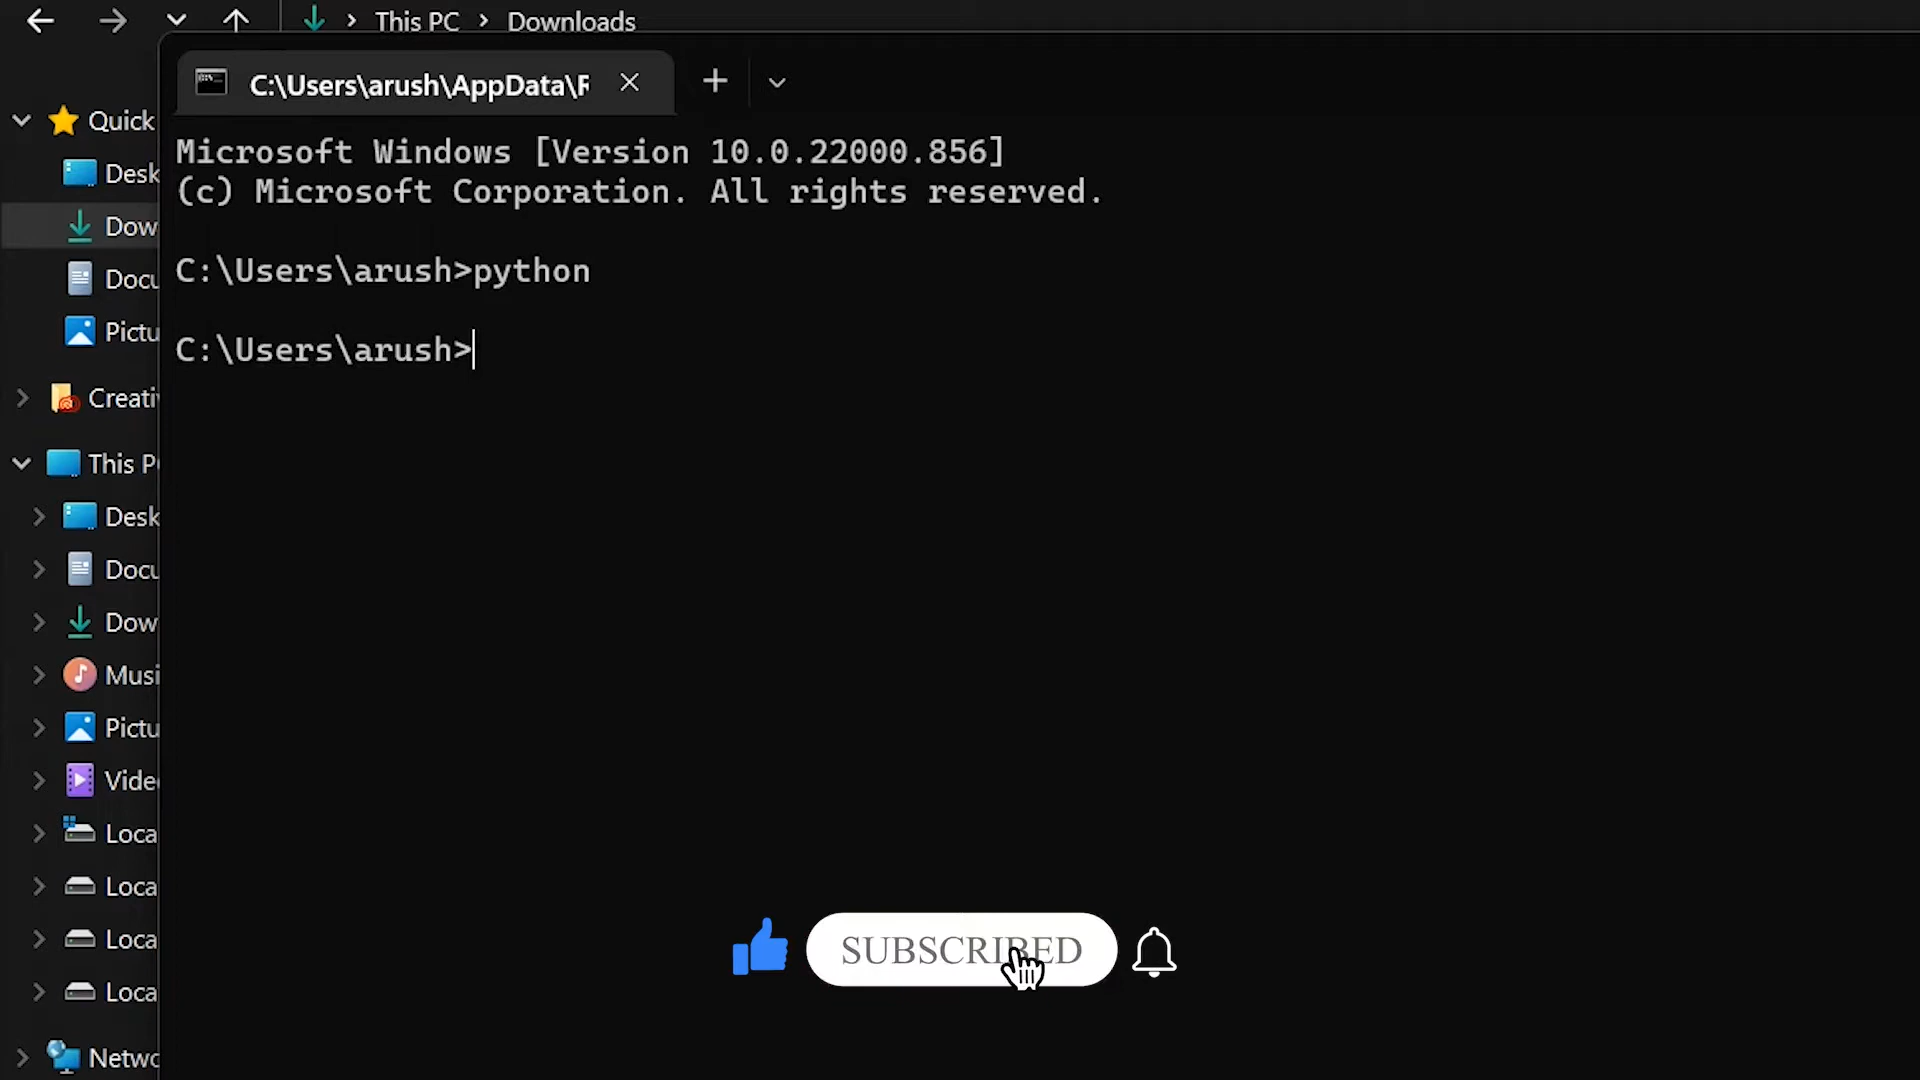 This PC > Downloads
C:\Users\arush\AppData\R
Quick
Desk
Dow
Docu
Pictu
Creati
This P
Desk
Docu
Dow
Musi
Pictu
Vide
Loca
Loca
Loca
Loca
Netwo
Microsoft Windows [Version 10.0.22000.856]
(c) Microsoft Corporation. All rights reserved.
C:\Users\arush>python
C:\Users\arush>
SUBSCRIBED